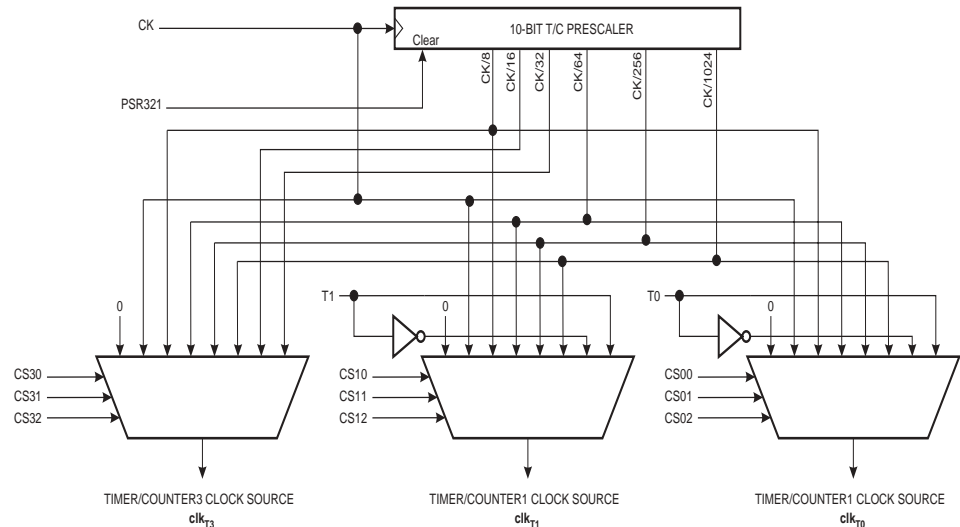 CK
10-BIT T/C PRESCALER
Clear
CK/8
CK/16
CK/32
CK/64
CK/256
CK/1024
PSR321
T1
T0
0
0
0
CS30
CS31
CS32
CS10
CS11
CS12
CS00
CS01
CS02
TIMER/COUNTER3 CLOCK SOURCE
clkT3
TIMER/COUNTER1 CLOCK SOURCE
clkT1
TIMER/COUNTER1 CLOCK SOURCE
clkT0